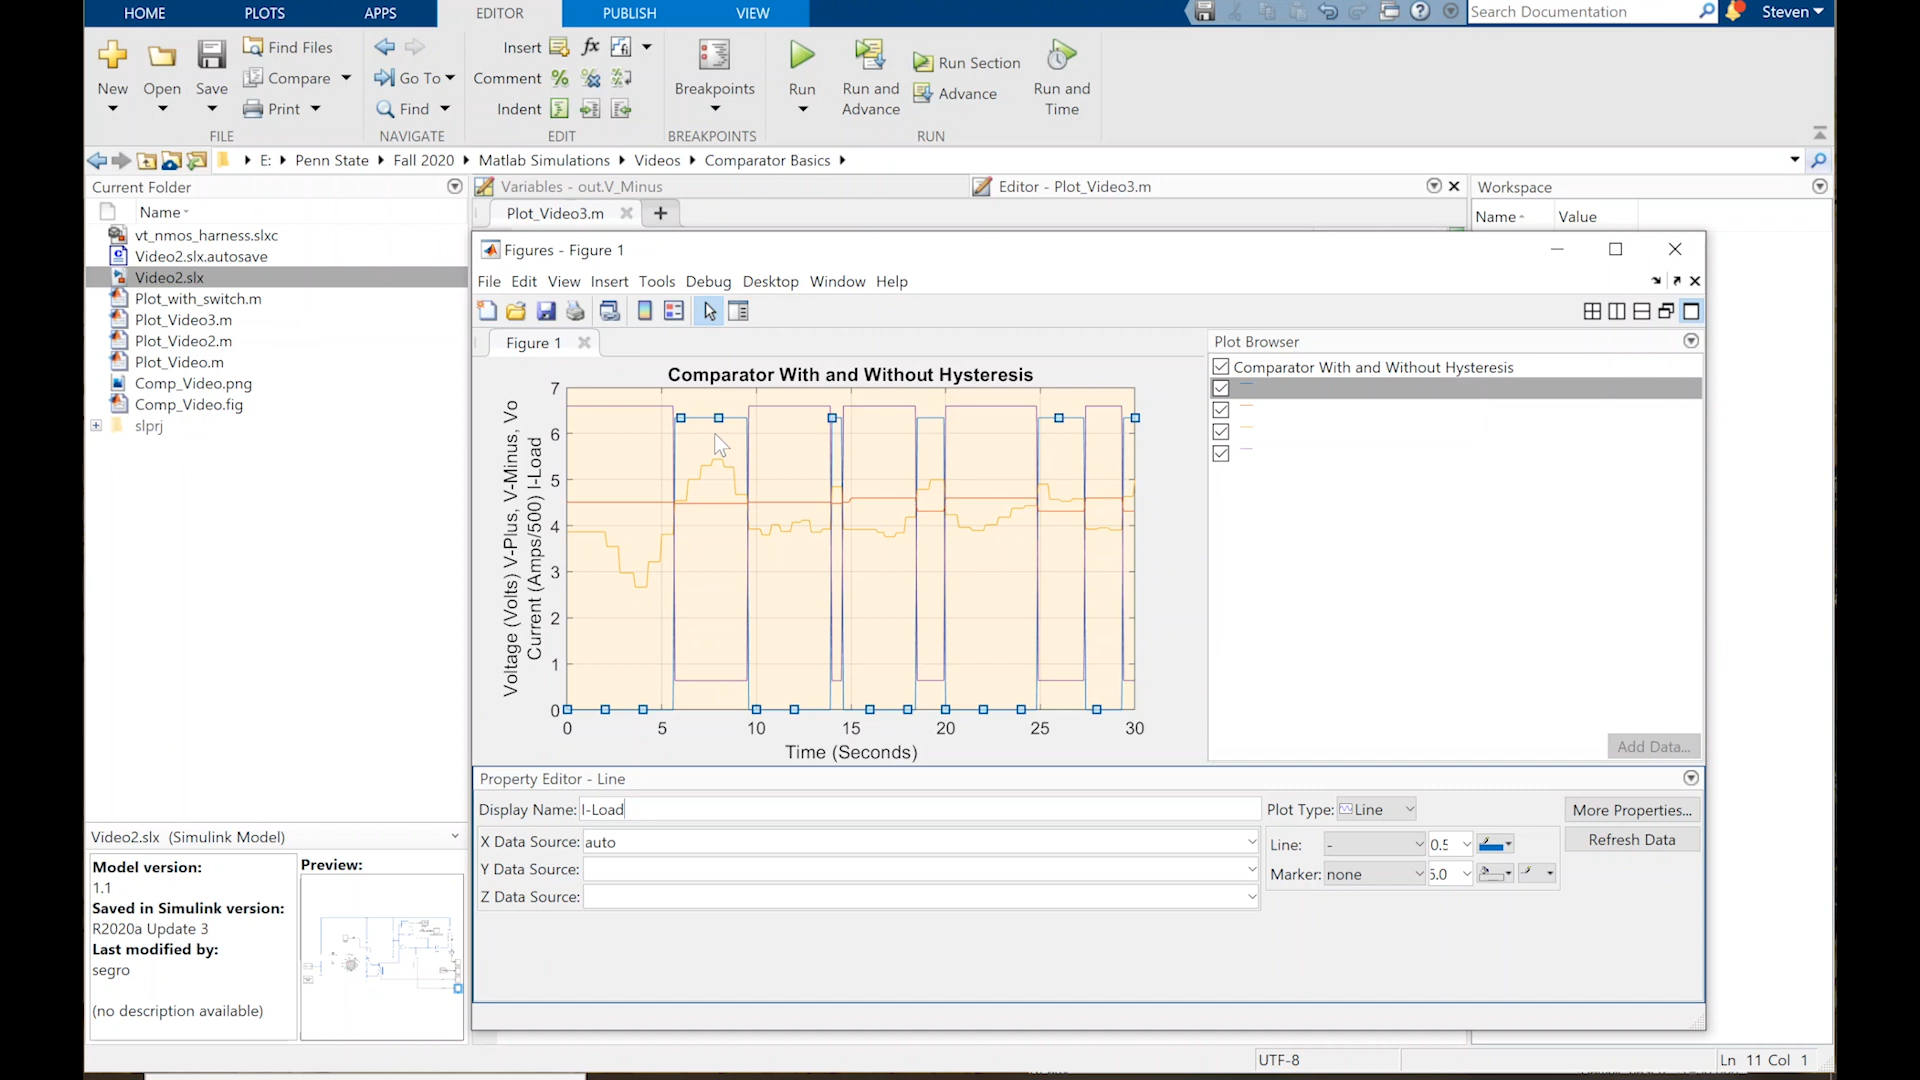 HOME PLOTS APPS EDITOR PUBLISH VIEW Search Documentation Steven
New Open Save Find Files Compare Print
FILE
Go To Find
NAVIGATE
Insert fx
Comment
Indent
EDIT
Breakpoints
BREAKPOINTS
Run Run and Advance Run Section Advance Run and Time
RUN
E: Penn State Fall 2020 Matlab Simulations Videos Comparator Basics
Current Folder
Name
vt_nmos_harness.slxc
Video2.slx.autosave
Video2.slx
Plot_with_switch.m
Plot_Video3.m
Plot_Video2.m
Plot_Video.m
Comp_Video.png
Comp_Video.fig
slprj
Variables - out.V_Minus
Editor - Plot_Video3.m
Plot_Video3.m
Workspace
Name Value
Figures - Figure 1
File Edit View Insert Tools Debug Desktop Window Help
Figure 1
Comparator With and Without Hysteresis
Voltage (Volts) V-Plus, V-Minus, Vo
Current (Amps/500) I-Load
7
6
5
4
3
2
1
0
0 5 10 15 20 25 30
Time (Seconds)
Plot Browser
Comparator With and Without Hysteresis
Add Data...
Property Editor - Line
Display Name: I-Load
X Data Source: auto
Y Data Source:
Z Data Source:
Plot Type: Line
Line: - 0.5
Marker: none 5.0
More Properties...
Refresh Data
Video2.slx (Simulink Model)
Model version:
1.1
Saved in Simulink version:
R2020a Update 3
Last modified by:
segro
(no description available)
Preview:
UTF-8
Ln 11 Col 1